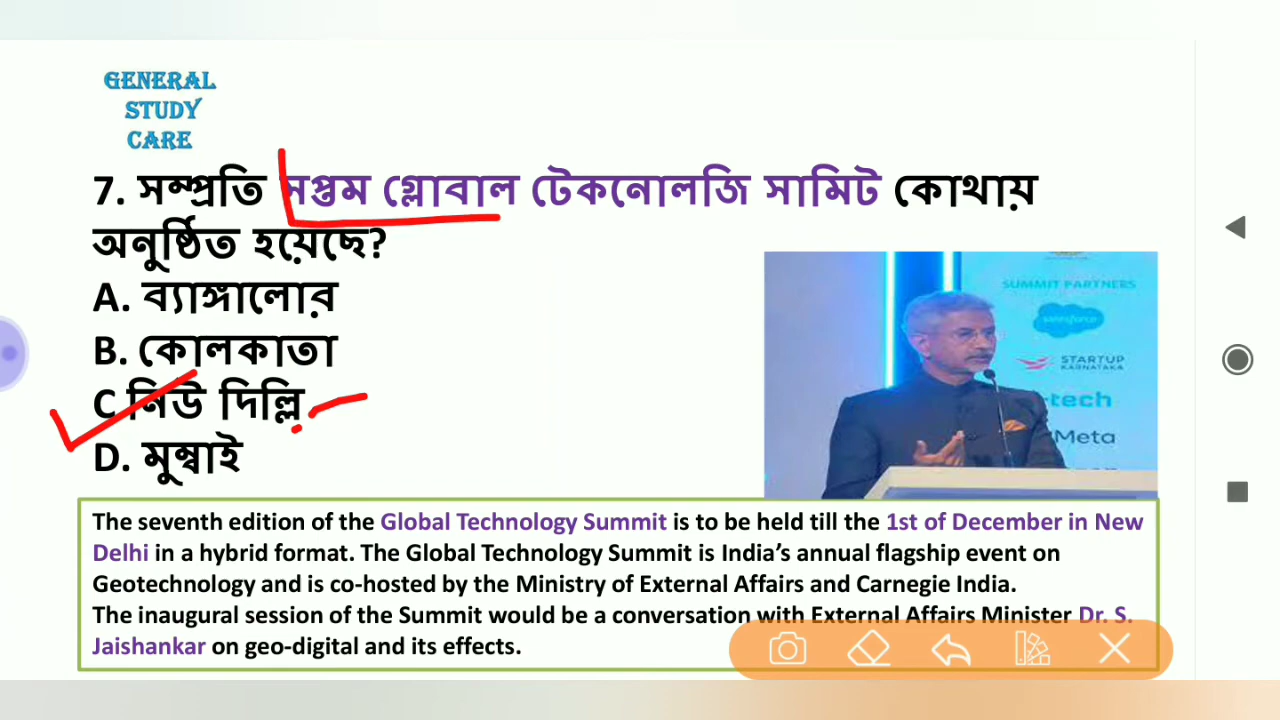 GENERAL
STUDY
CARE
7. সম্প্রতি সপ্তম গ্লোবাল টেকনোলজি সামিট কোথায়
অনুষ্ঠিত হয়েছে?
A. ব্যাঙ্গালোর
B. কোলকাতা
C নিউ দিল্লি
D. মুম্বাই
SUMMIT PARTNERS
salesforce
STARTUP
KARNATAKA
tech
Meta
The seventh edition of the Global Technology Summit is to be held till the 1st of December in New
Delhi in a hybrid format. The Global Technology Summit is India’s annual flagship event on
Geotechnology and is co-hosted by the Ministry of External Affairs and Carnegie India.
The inaugural session of the Summit would be a conversation with External Affairs Minister Dr. S.
Jaishankar on geo-digital and its effects.